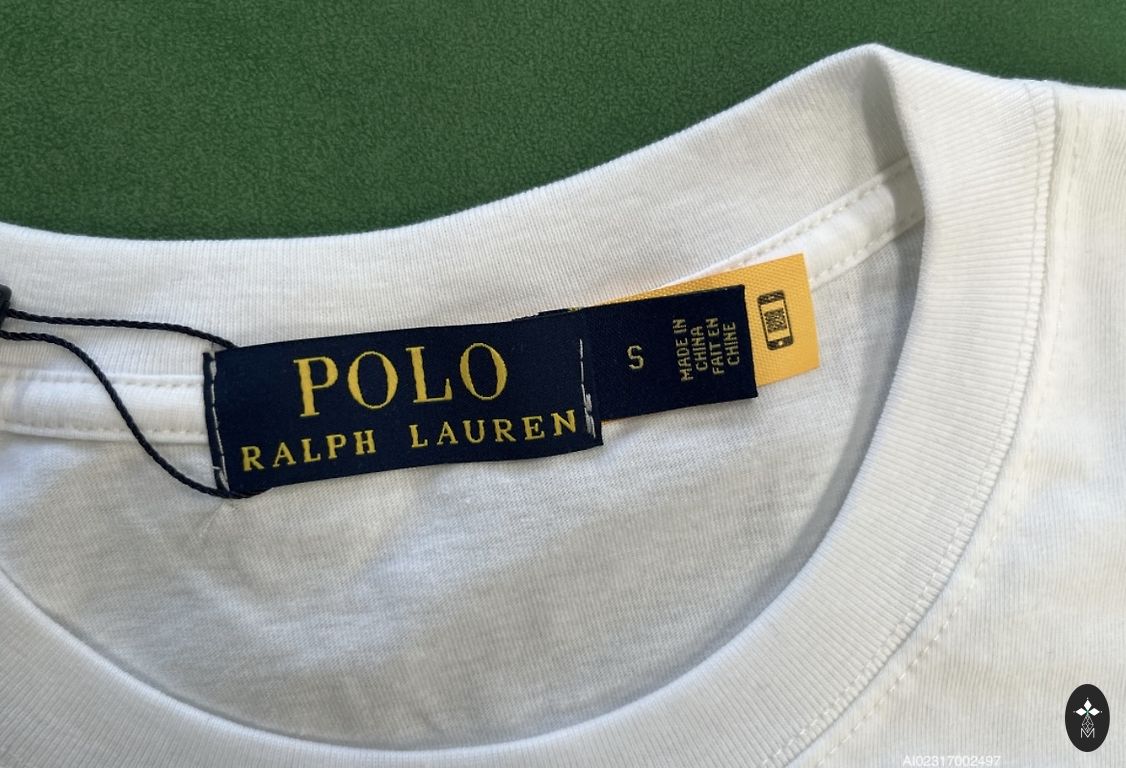 POLO
RALPH LAUREN
S
MADE IN
CHINA
FAIT EN
CHINE
M
AI02317002497